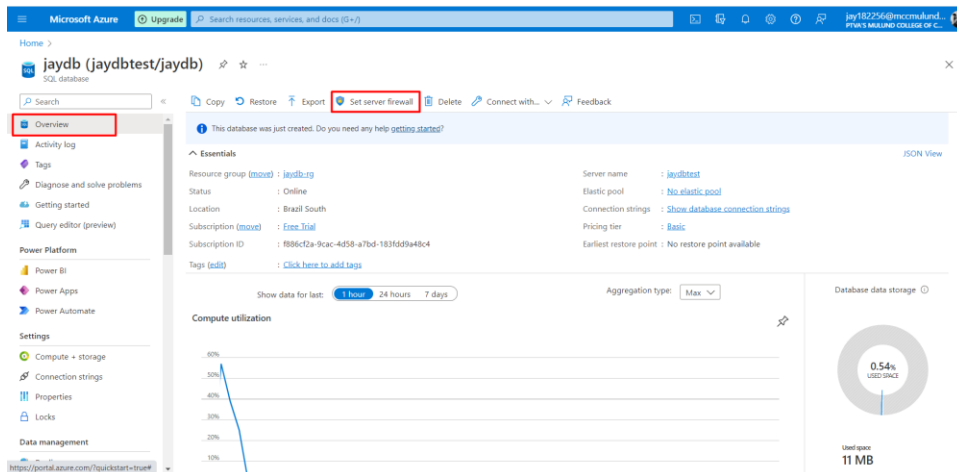 Microsoft Azure
Upgrade
Search resources, services, and docs (G+/)
jay182256@mccmulund...
PTVA'S MULUND COLLEGE OF C...
Home >
jaydb (jaydbtest/jaydb)
SQL
SQL database
Search
Copy Restore Export Set server firewall Delete Connect with... Feedback
Overview
Activity log
Tags
Diagnose and solve problems
Getting started
Query editor (preview)
Power Platform
Power BI
Power Apps
Power Automate
Settings
Compute + storage
Connection strings
Properties
Locks
Data management
https://portal.azure.com/?quickstart=true#
This database was just created. Do you need any help getting started?
Essentials
JSON View
Resource group (move) : jaydb-rg
Status : Online
Location : Brazil South
Subscription (move) : Free Trial
Subscription ID : f886cf2a-9cac-4d58-a7bd-183fdd9a48c4
Tags (edit) : Click here to add tags
Server name : jaydbtest
Elastic pool : No elastic pool
Connection strings : Show database connection strings
Pricing tier : Basic
Earliest restore point : No restore point available
Show data for last: 1 hour 24 hours 7 days
Aggregation type: Max
Compute utilization
60%
50%
40%
30%
20%
10%
Database data storage
0.54%
USED SPACE
Used space
11 MB